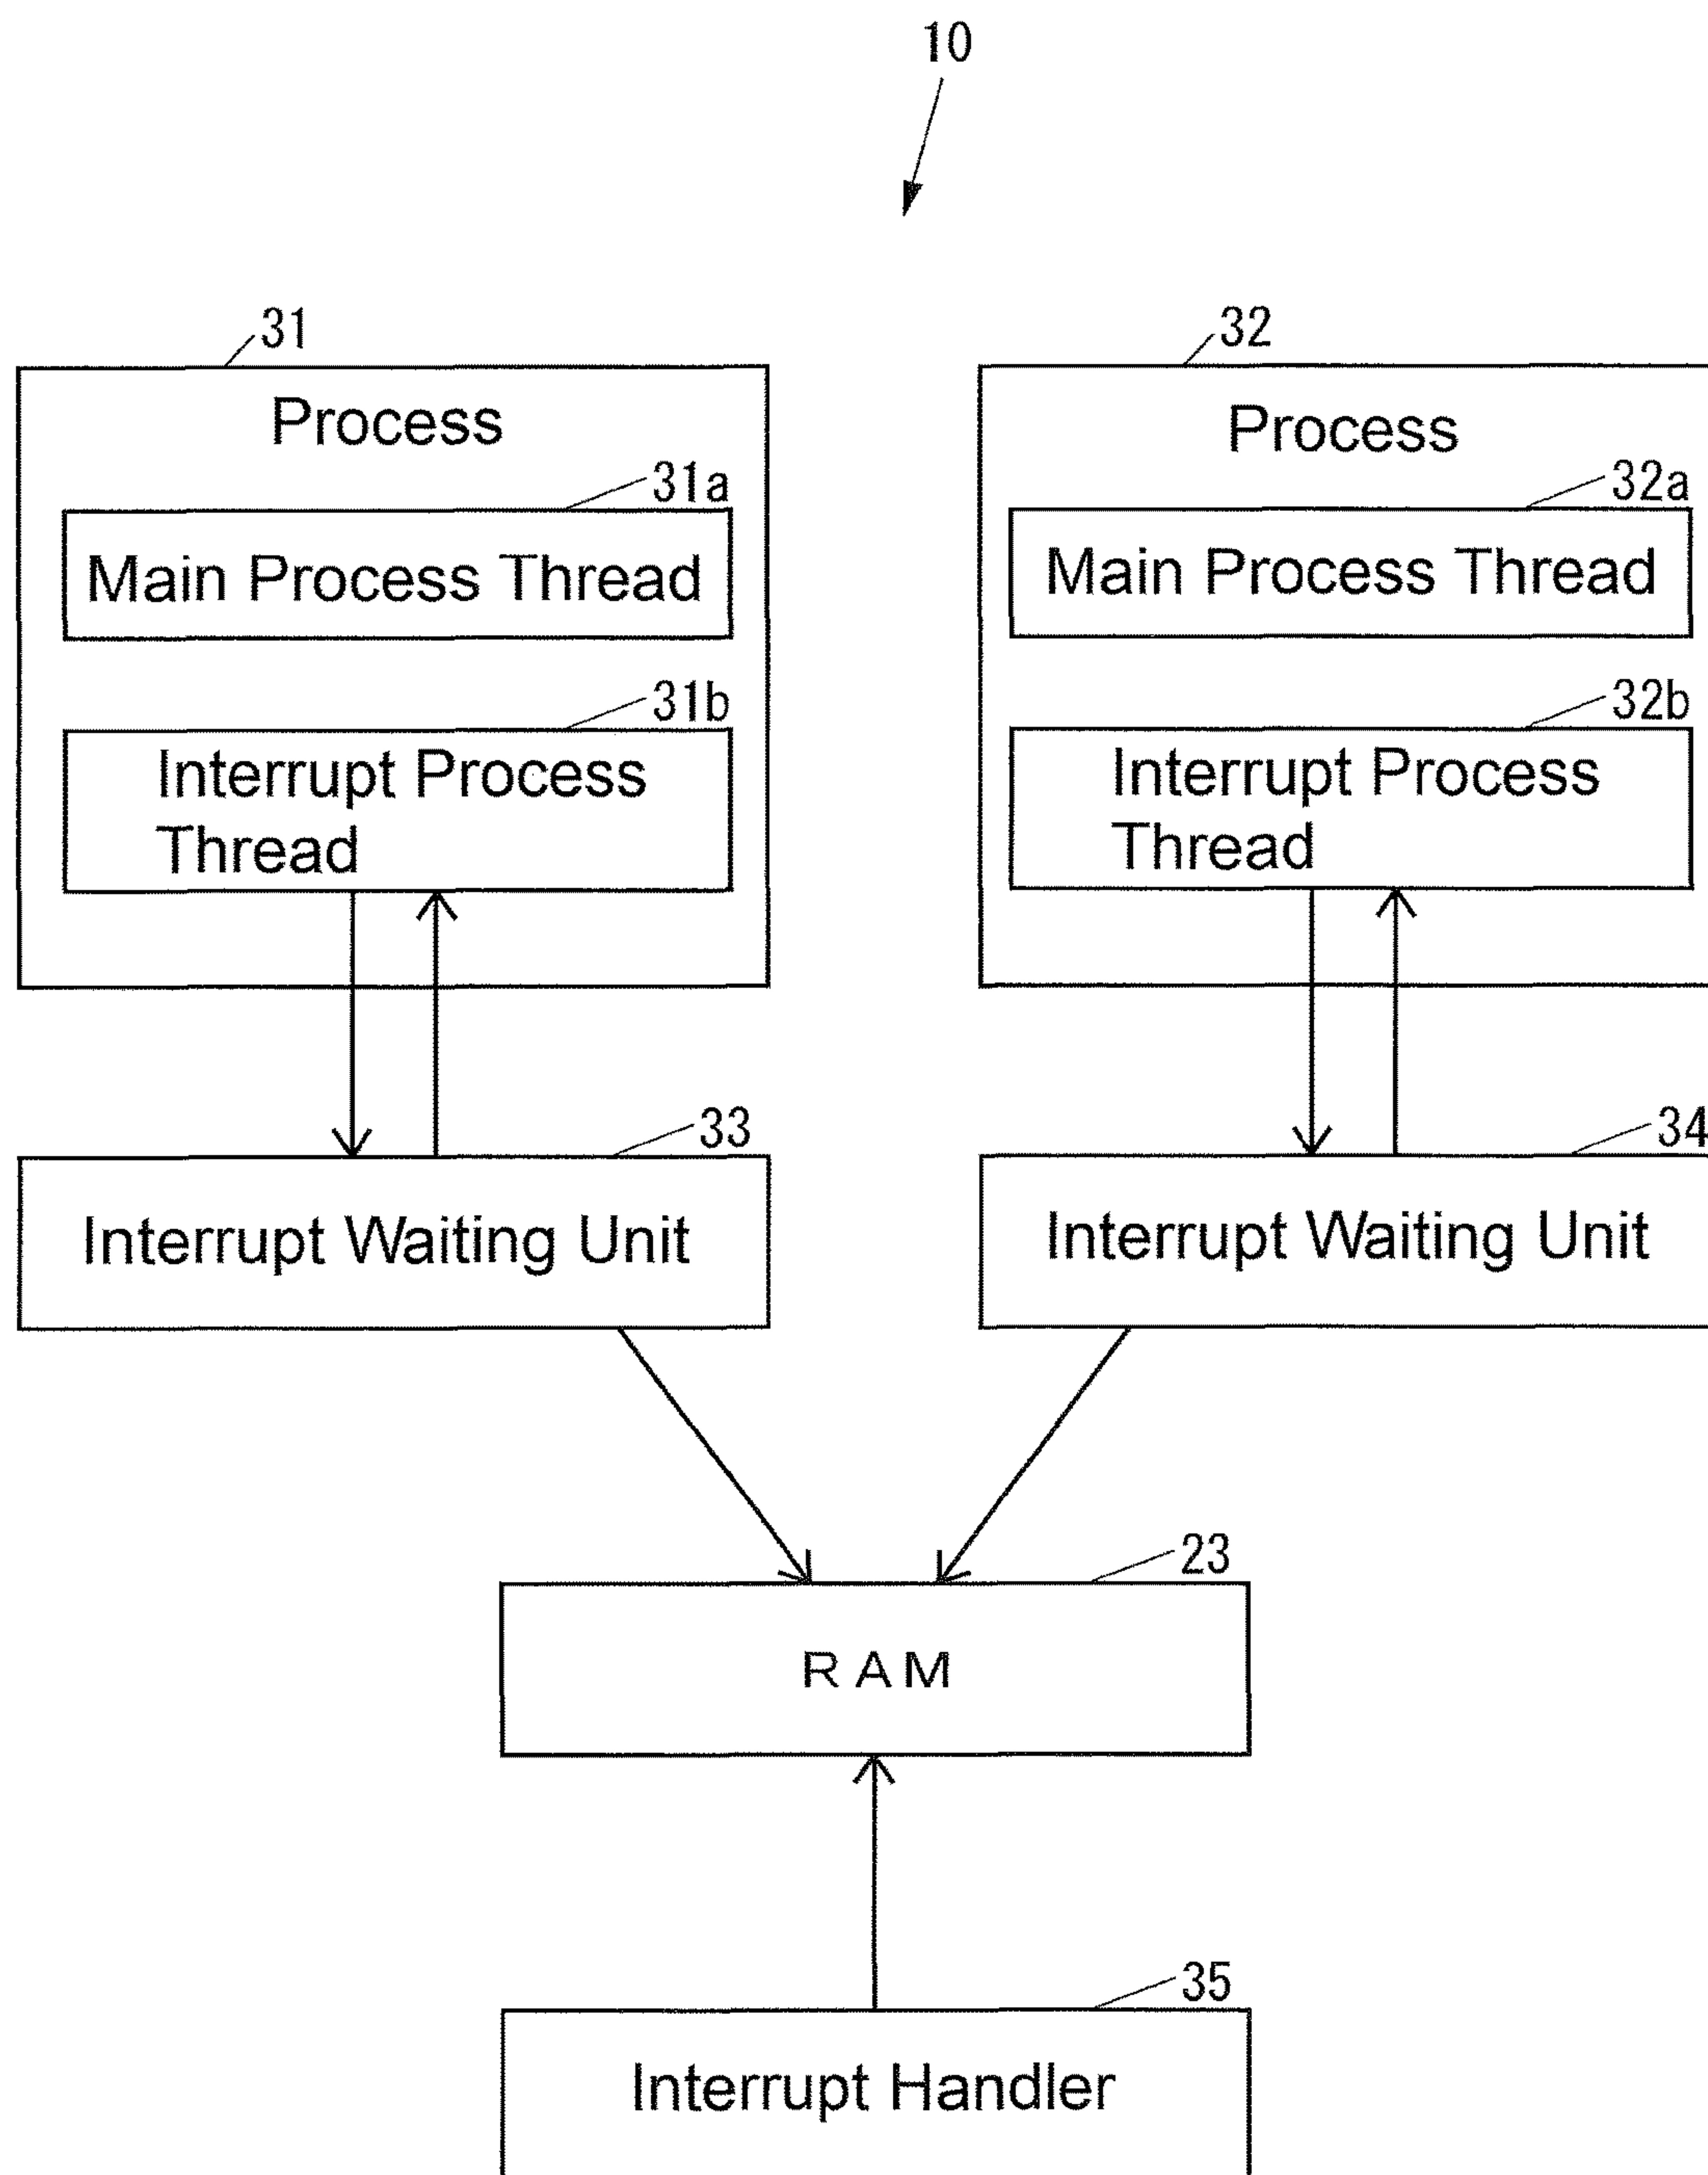 10
31
Process
31a
Main Process Thread
31b
Interrupt Process
Thread
32
Process
32a
Main Process Thread
32b
Interrupt Process
Thread
33
Interrupt Waiting Unit
34
Interrupt Waiting Unit
23
RAM
35
Interrupt Handler